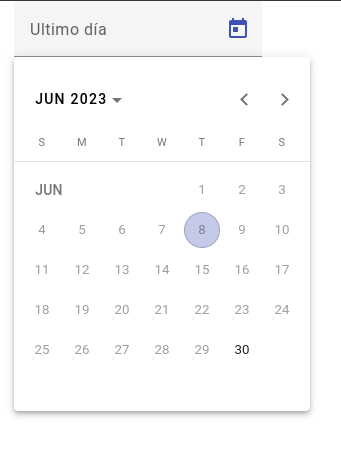 Ultimo día
JUN 2023
S M T W T F S
JUN 1 2 3
4 5 6 7 8 9 10
11 12 13 14 15 16 17
18 19 20 21 22 23 24
25 26 27 28 29 30